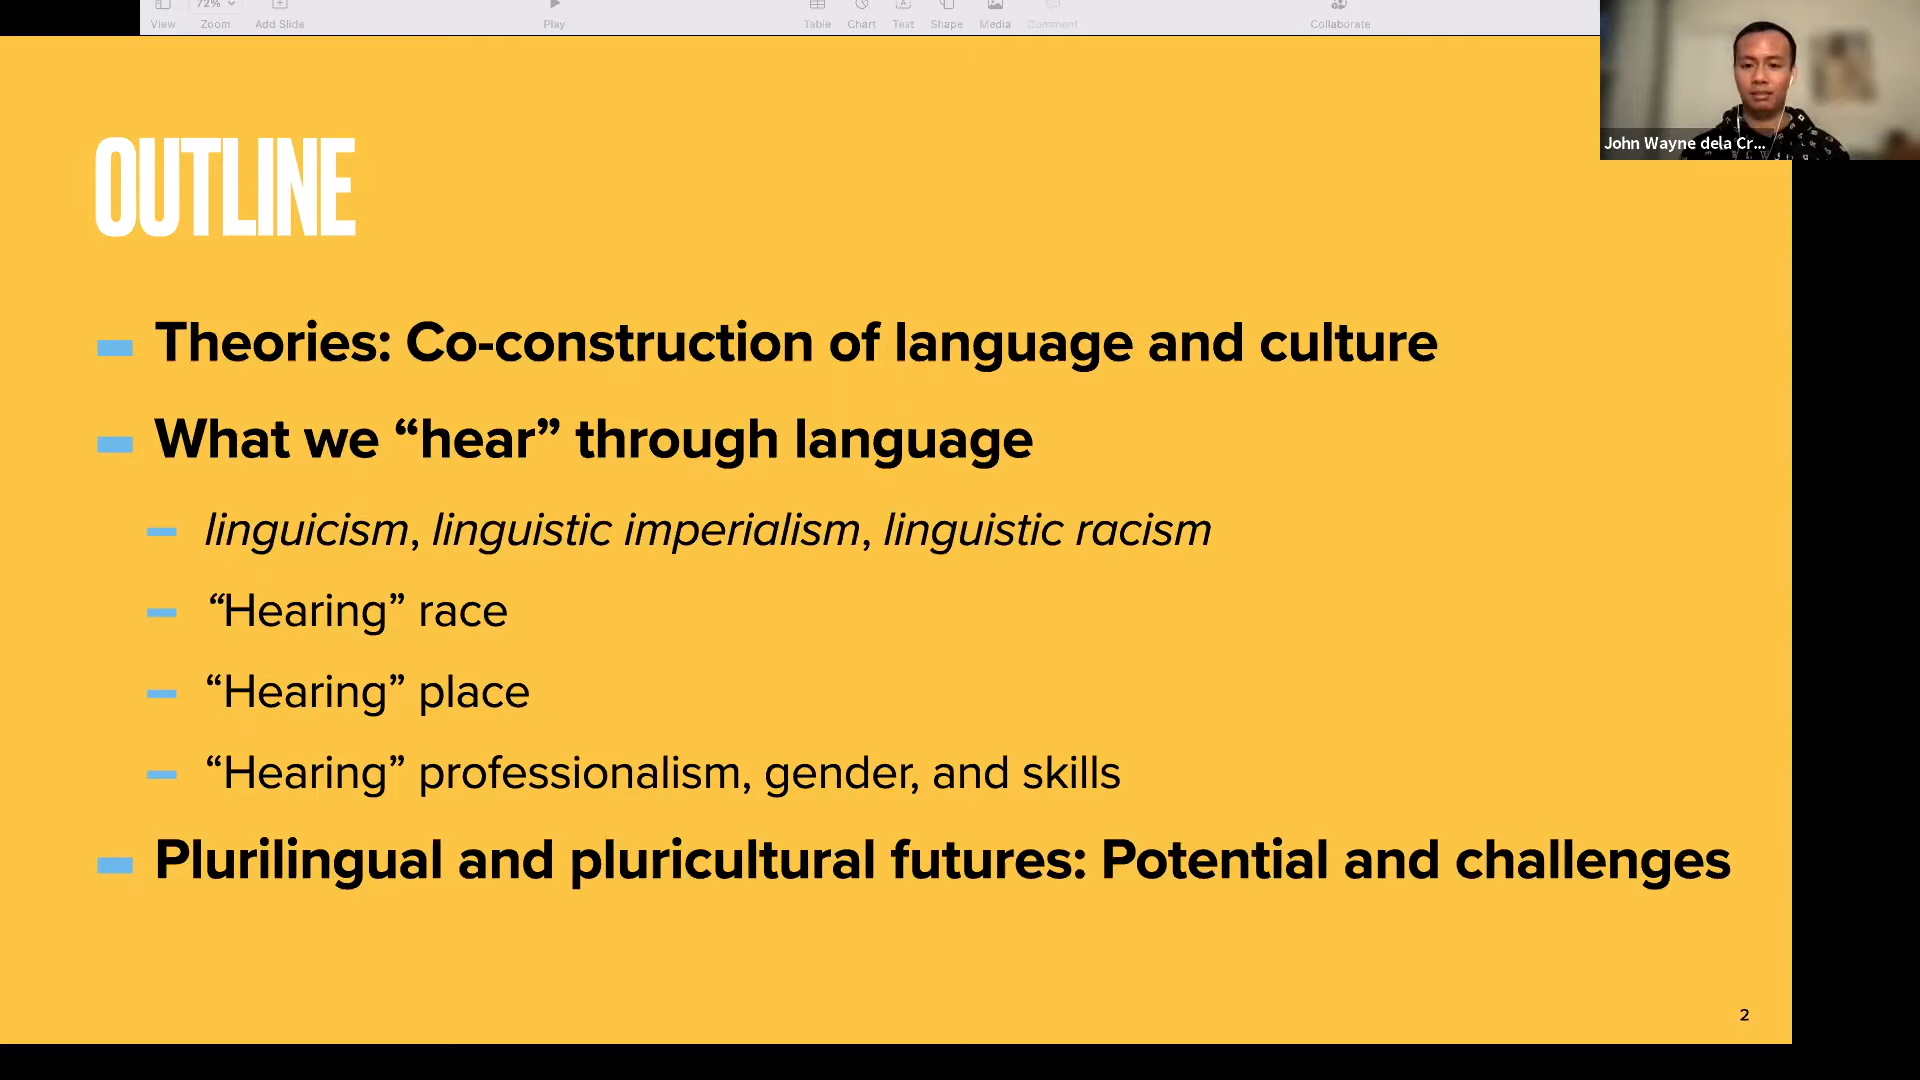 72%
View
Zoom
Add Slide
Play
Table
Chart
Text
Shape
Media
Comment
Collaborate
John Wayne dela Cr...
OUTLINE
Theories: Co-construction of language and culture
What we “hear” through language
linguicism, linguistic imperialism, linguistic racism
“Hearing” race
“Hearing” place
“Hearing” professionalism, gender, and skills
Plurilingual and pluricultural futures: Potential and challenges
2